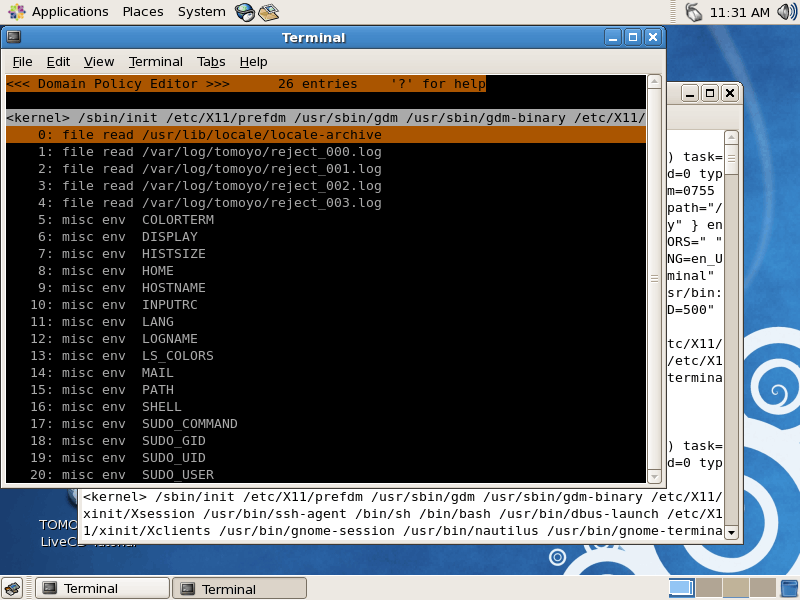 Applications Places System 11:31 AM
Terminal
File Edit View Terminal Tabs Help
<<< Domain Policy Editor >>> 26 entries '?' for help
<kernel> /sbin/init /etc/X11/prefdm /usr/sbin/gdm /usr/sbin/gdm-binary /etc/X11/
0: file read /usr/lib/locale/locale-archive
1: file read /var/log/tomoyo/reject_000.log
2: file read /var/log/tomoyo/reject_001.log
3: file read /var/log/tomoyo/reject_002.log
4: file read /var/log/tomoyo/reject_003.log
5: misc env COLORTERM
6: misc env DISPLAY
7: misc env HISTSIZE
8: misc env HOME
9: misc env HOSTNAME
10: misc env INPUTRC
11: misc env LANG
12: misc env LOGNAME
13: misc env LS_COLORS
14: misc env MAIL
15: misc env PATH
16: misc env SHELL
17: misc env SUDO_COMMAND
18: misc env SUDO_GID
19: misc env SUDO_UID
20: misc env SUDO_USER
) task=
d=0 typ
m=0755
path="/
y" } en
ORS=" "
NG=en_U
minal"
sr/bin:
D=500"
tc/X11/
/etc/X1
termina
) task=
d=0 typ
<kernel> /sbin/init /etc/X11/prefdm /usr/sbin/gdm /usr/sbin/gdm-binary /etc/X11/
xinit/Xsession /usr/bin/ssh-agent /bin/sh /bin/bash /usr/bin/dbus-launch /etc/X1
1/xinit/Xclients /usr/bin/gnome-session /usr/bin/nautilus /usr/bin/gnome-termina
TOMO
Terminal Terminal